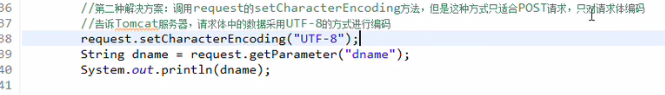 36 //第二种解决方案：调用request的setCharacterEncoding方法，但是这种方式只适合POST请求，只对请求体编码
37 //告诉Tomcat服务器，请求体中的数据采用UTF-8的方式进行编码
38 request.setCharacterEncoding("UTF-8");
39 String dname = request.getParameter("dname");
40 System.out.println(dname);
41